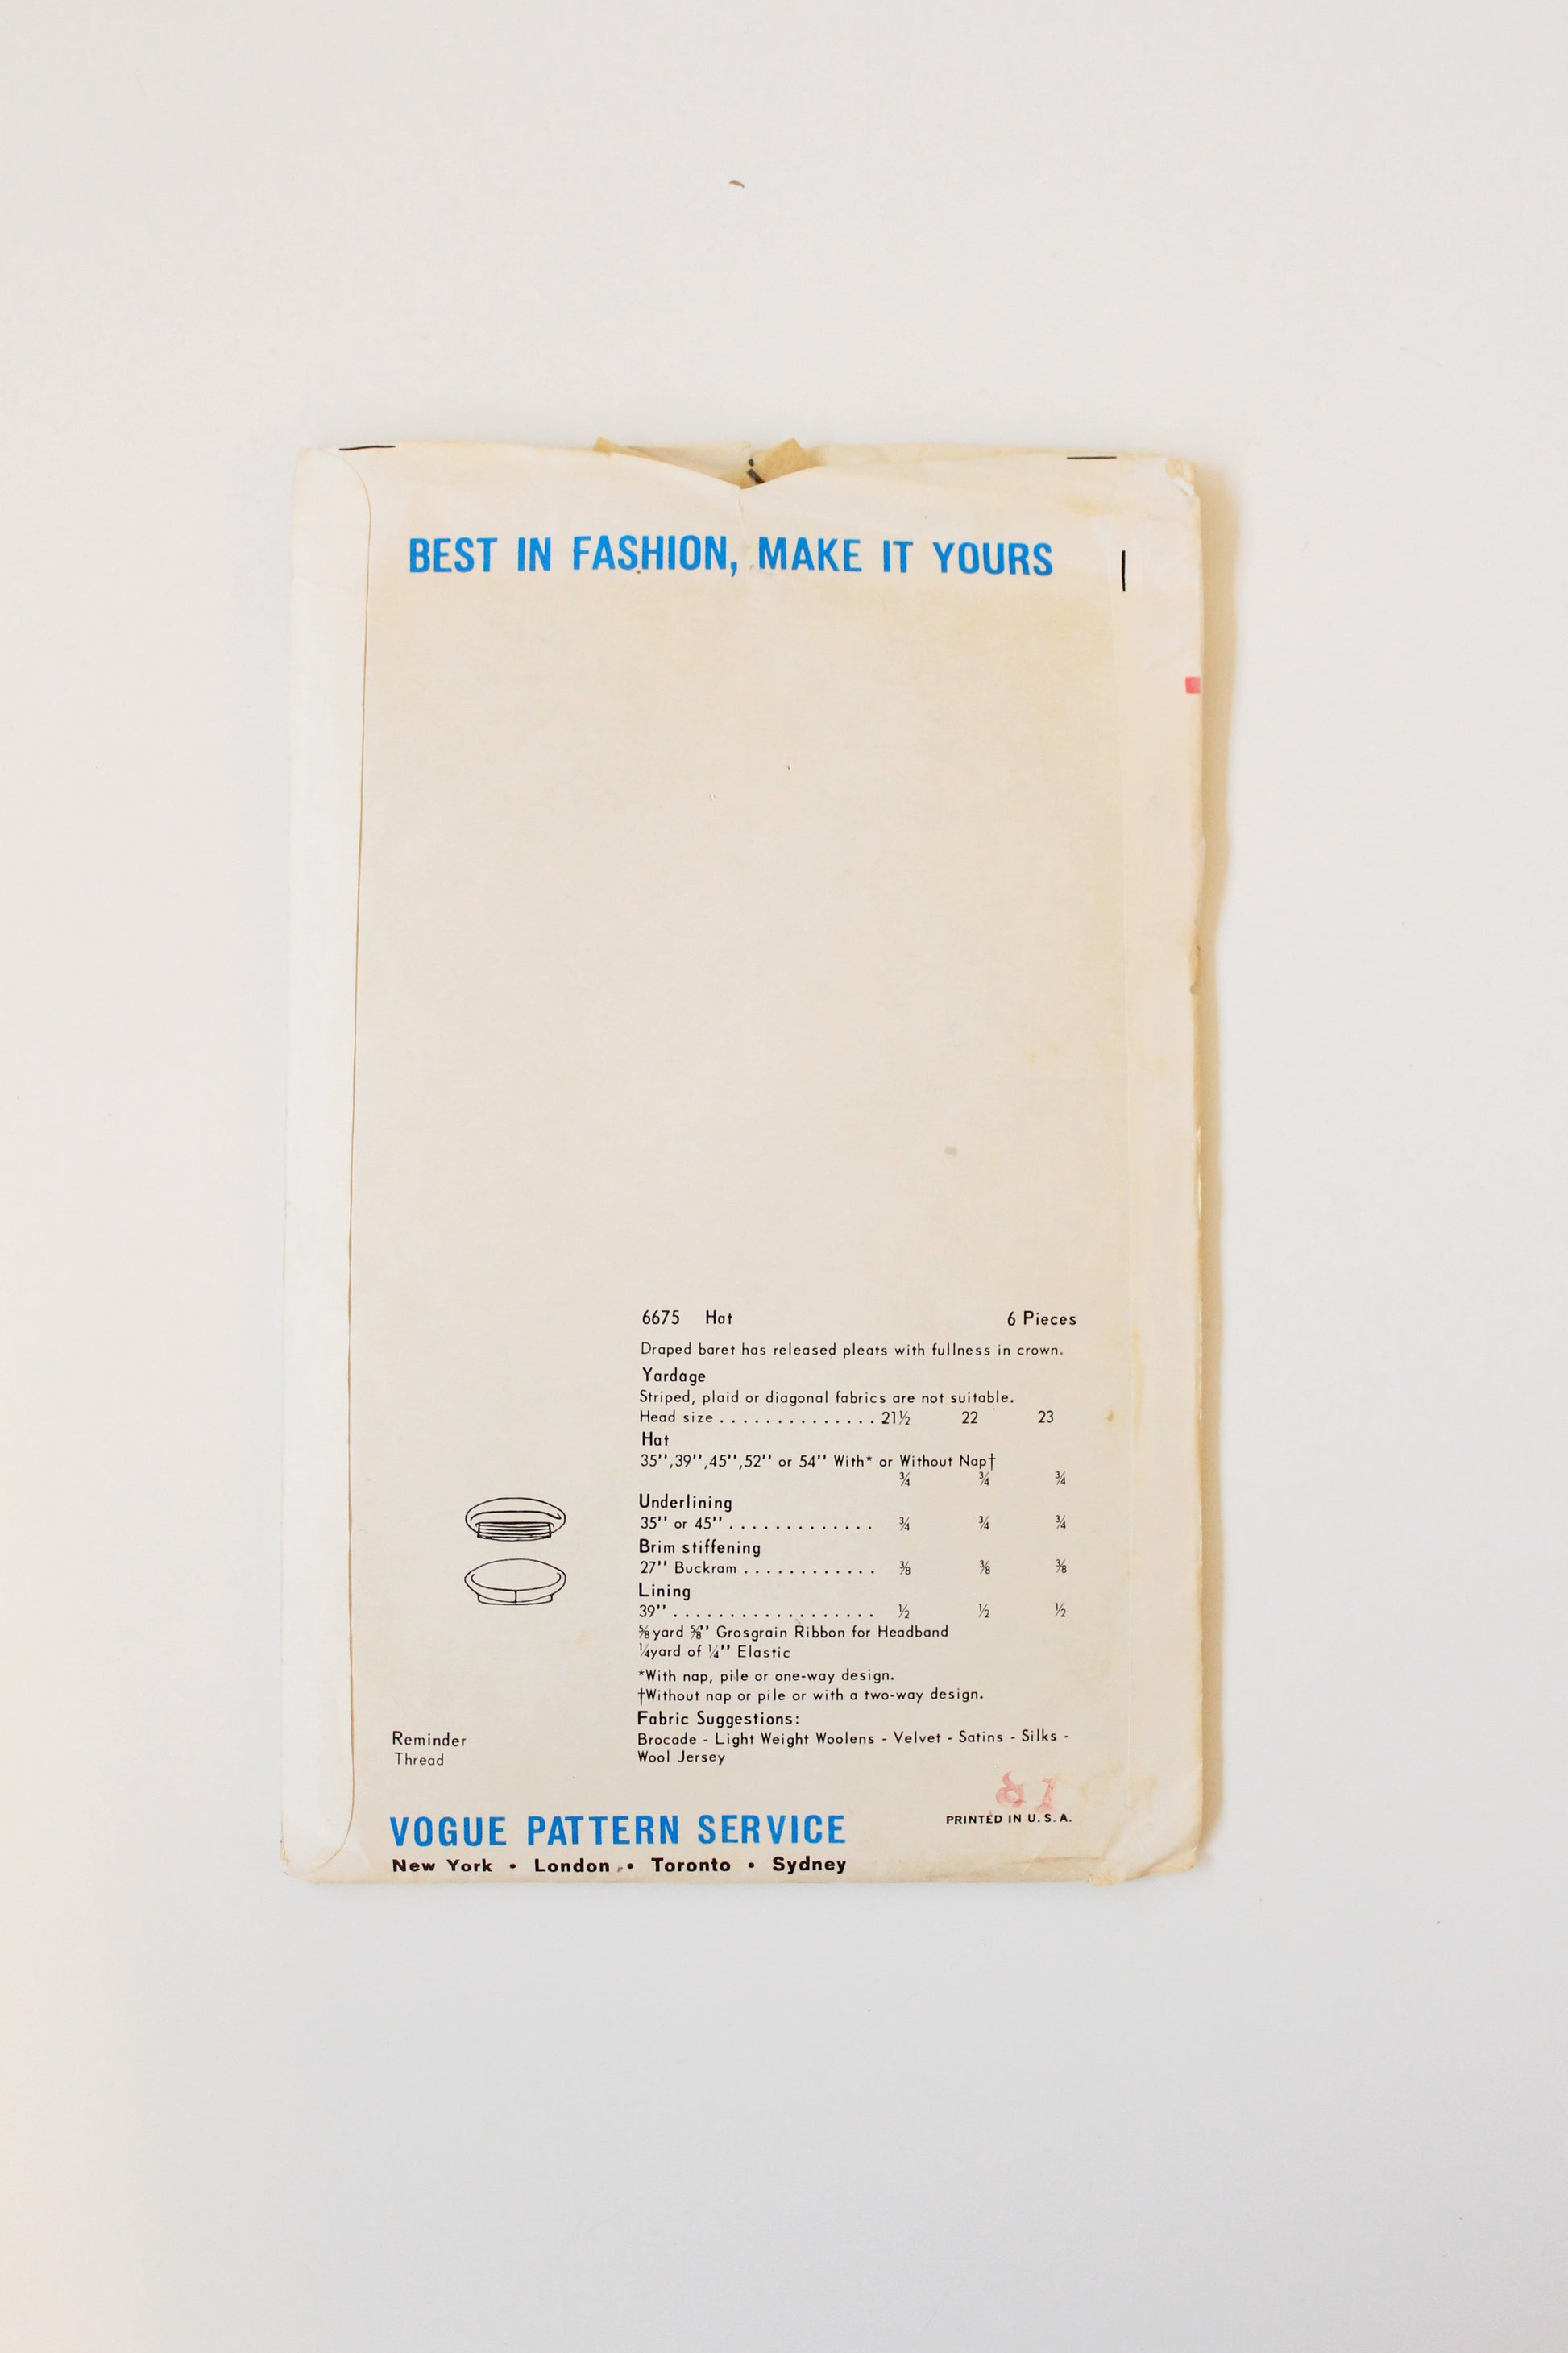 BEST IN FASHION, MAKE IT YOURS
6675 Hat 6 Pieces
Draped baret has released pleats with fullness in crown.
Yardage
Striped, plaid or diagonal fabrics are not suitable.
Head size . . . . . . . . . . . . . . 21½ 22 23
Hat
35'',39'',45'',52'' or 54'' With* or Without Nap†
¾ ¾ ¾
Underlining
35'' or 45'' . . . . . . . . . . . . . ¾ ¾ ¾
Brim stiffening
27'' Buckram . . . . . . . . . . . . ⅜ ⅜ ⅜
Lining
39'' . . . . . . . . . . . . . . . . . . ½ ½ ½
⅝yard ⅝'' Grosgrain Ribbon for Headband
¼yard of ¼'' Elastic
*With nap, pile or one-way design.
†Without nap or pile or with a two-way design.
Fabric Suggestions:
Brocade - Light Weight Woolens - Velvet - Satins - Silks -
Wool Jersey
Reminder
Thread
VOGUE PATTERN SERVICE
New York • London • Toronto • Sydney
PRINTED IN U.S.A.